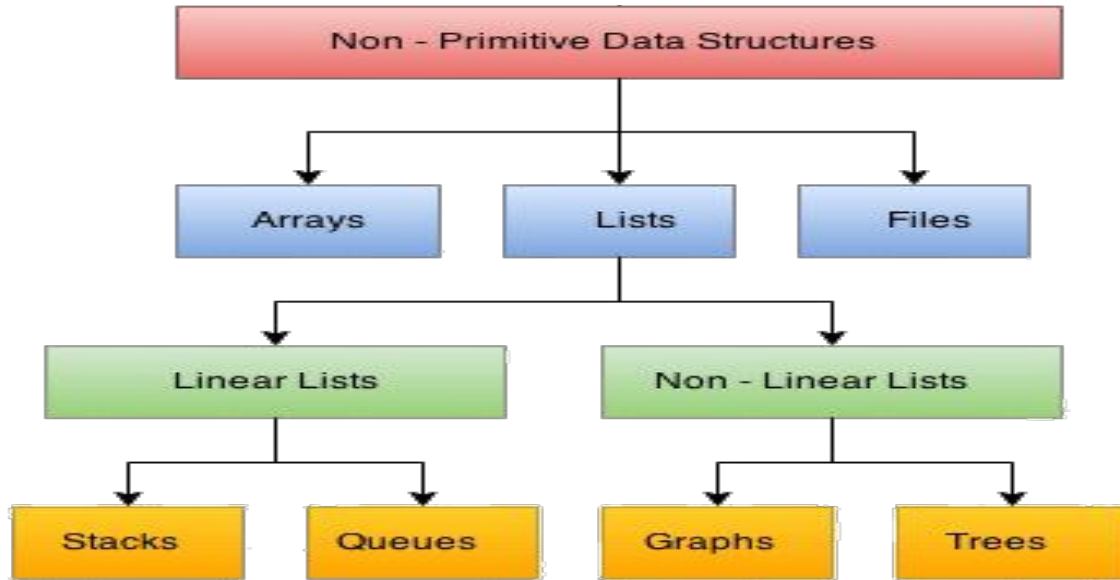 Non - Primitive Data Structures
Arrays
Lists
Files
Linear Lists
Non - Linear Lists
Stacks
Queues
Graphs
Trees